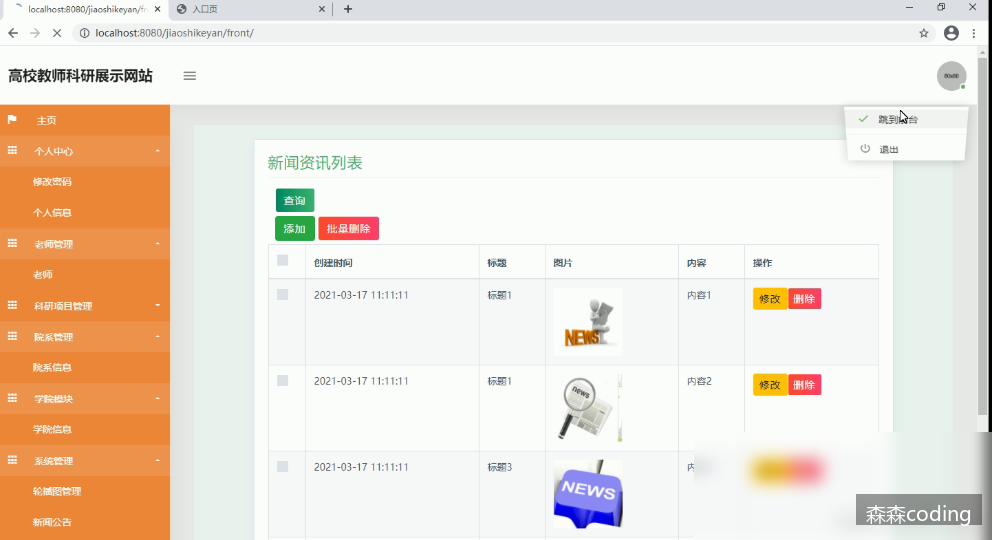 localhost:8080/jiaoshikeyan/fr
入口页
localhost:8080/jiaoshikeyan/front/
高校教师科研展示网站
主页
个人中心
修改密码
个人信息
老师管理
老师
科研项目管理
院系管理
院系信息
学院模块
学院信息
系统管理
轮播图管理
新闻公告
退出
新闻资讯列表
查询
添加 批量删除
创建时间 标题 图片 内容 操作
2021-03-17 11:11:11 标题1 NEWS 内容1 修改 删除
2021-03-17 11:11:11 标题1 news 内容2 修改 删除
2021-03-17 11:11:11 标题3 NEWS
森森coding